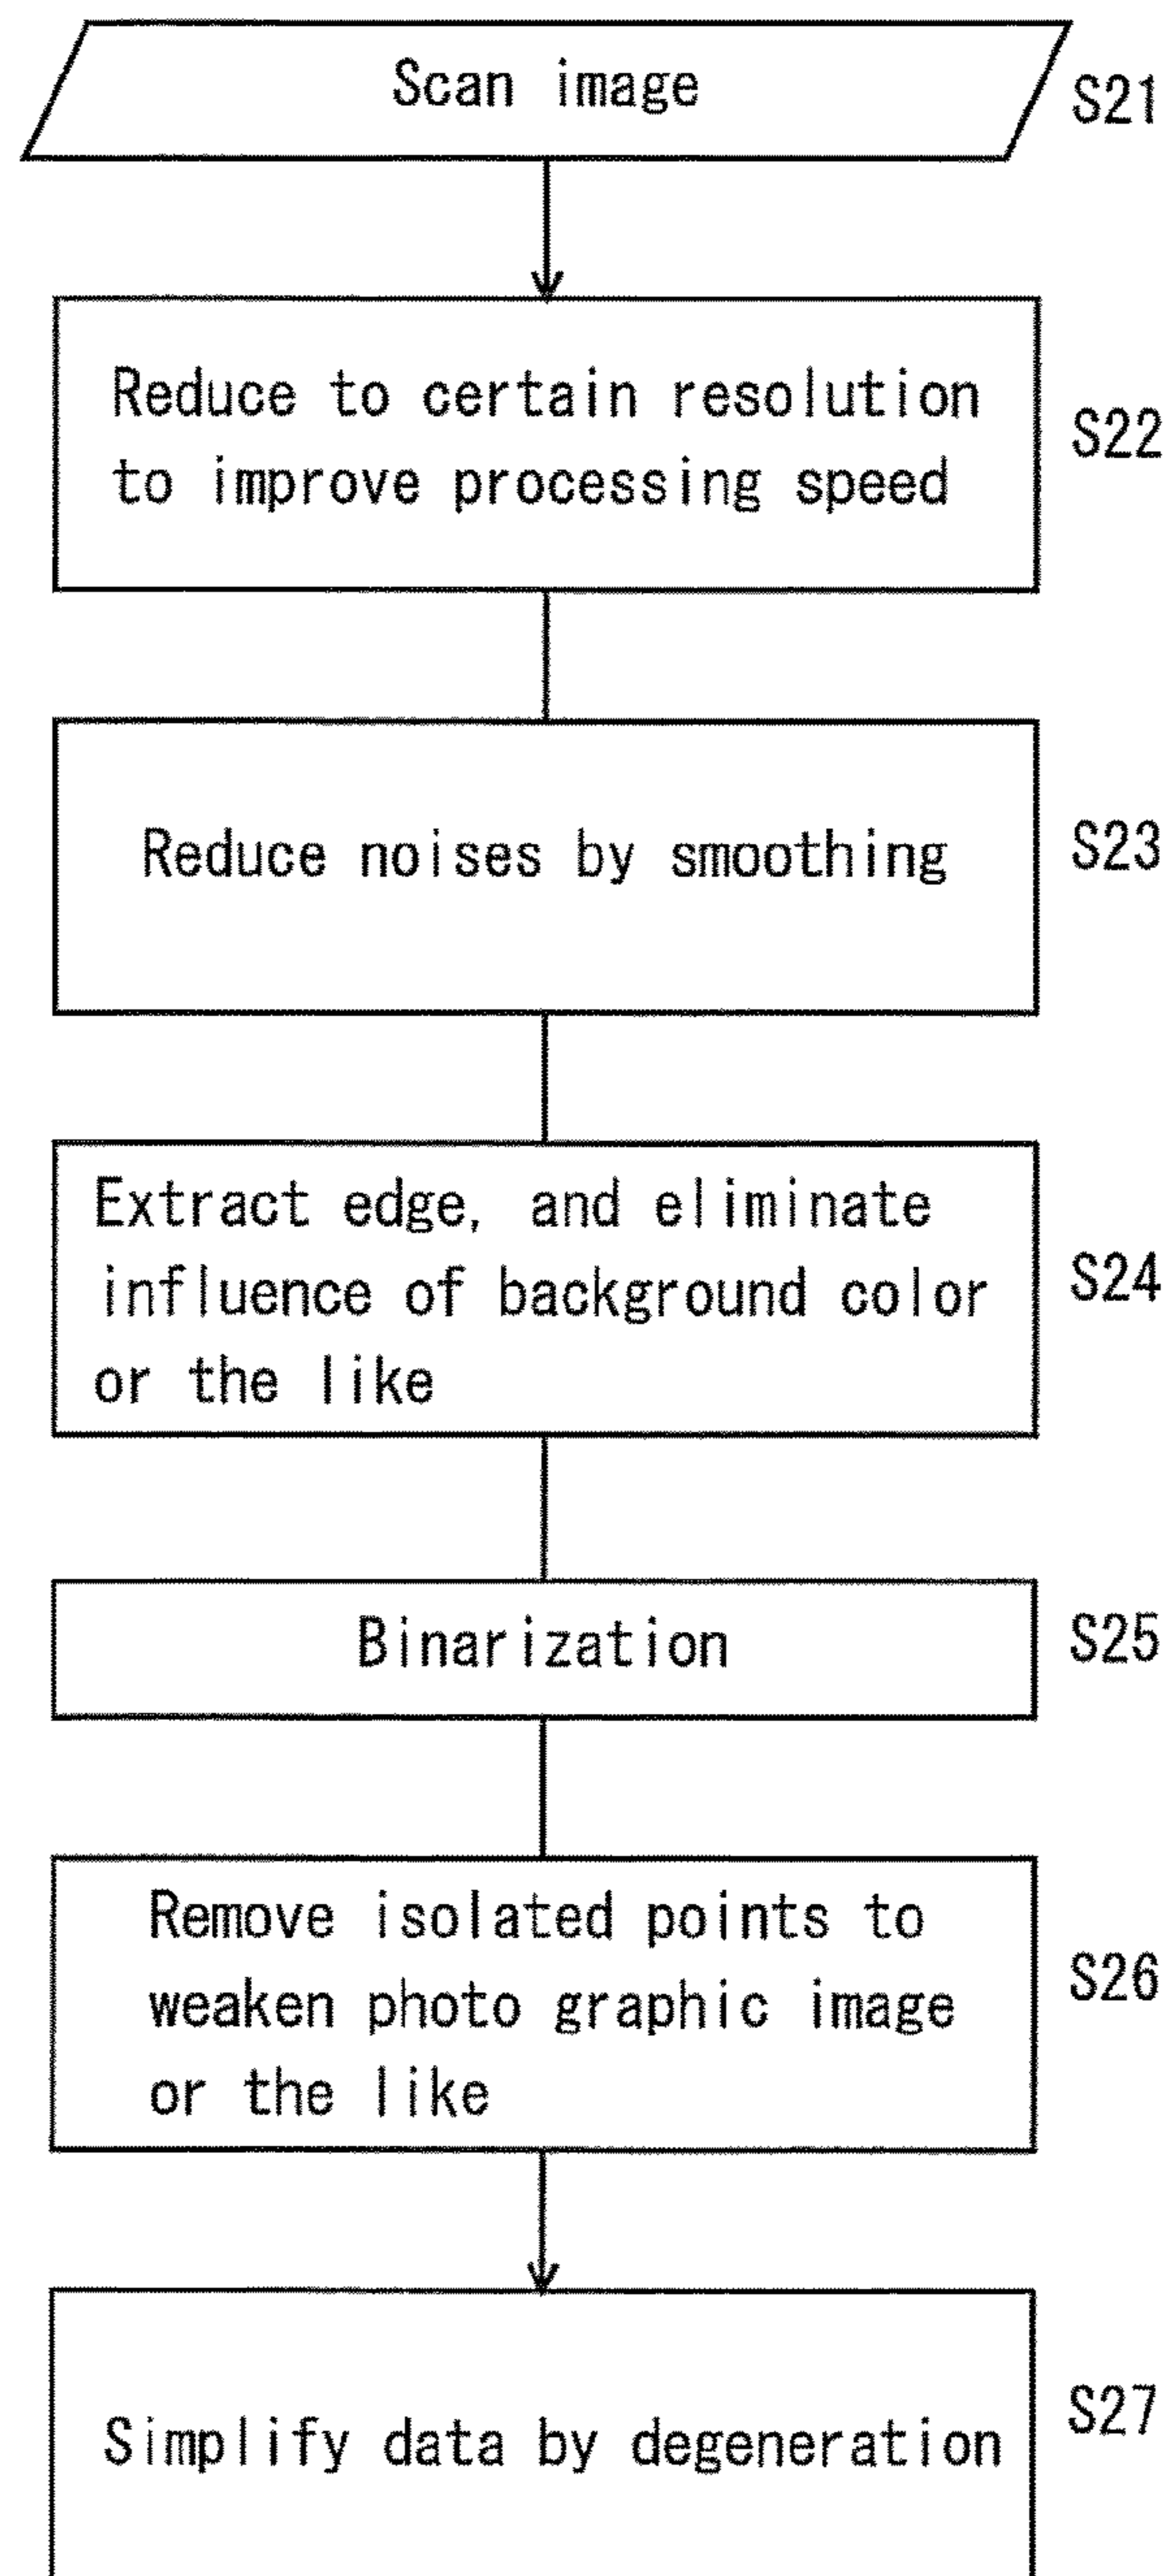 Scan image
S21
Reduce to certain resolution
to improve processing speed
S22
Reduce noises by smoothing
S23
Extract edge, and eliminate
influence of background color
or the like
S24
Binarization
S25
Remove isolated points to
weaken photo graphic image
or the like
S26
Simplify data by degeneration
S27